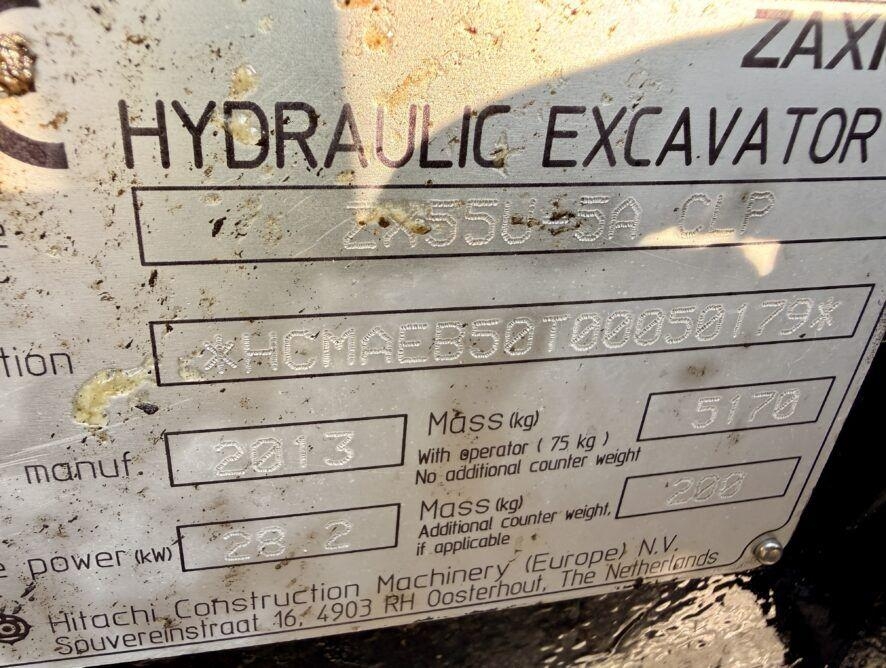 HYDRAULIC EXCAVATOR
ZX55U-5A CLP
tion *HCMAEB50T00050179*
manuf. 2013
Mass (kg)
With operator ( 75 kg )
No additional counter weight
5170
power (kW) 28.2
Mass (kg)
Additional counter weight,
if applicable
200
Hitachi Construction Machinery (Europe) N.V.
Souvereinstraat 16, 4903 RH Oosterhout, The Netherlands